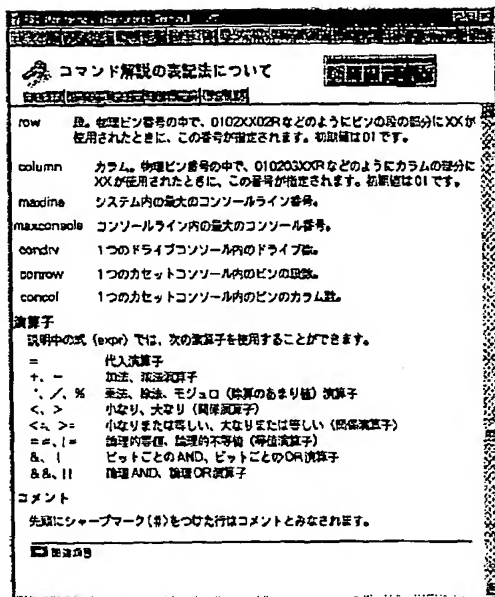 コマンド解説の表記法について
row 段。物理ビン番号の中で、0102XX02RなどのようにビンのXの段の部分にXXが
使用されたときに、この番号が指定されます。初期値は01です。
column カラム。物理ビン番号の中で、010203XXRなどのようにカラムの部分に
XXが使用されたときに、この番号が指定されます。初期値は01です。
maxline システム内の最大のコンソールライン番号。
maxconsole コンソールライン内の最大のコンソール番号。
condrv 1つのドライブコンソール内のドライブ数。
conrow 1つのカセットコンソール内のビンの段数。
concol 1つのカセットコンソール内のビンのカラム数。
演算子
説明中の式 (expr) では、次の演算子を使用することができます。
= 代入演算子
+、- 加法、減法演算子
*、/、% 乗法、除法、モジュロ（除算のあまり値）演算子
<、> 小なり、大なり（関係演算子）
<=、>= 小なりまたは等しい、大なりまたは等しい（関係演算子）
==、!= 論理的等値、論理的不等値（等値演算子）
&、| ビットごとのAND、ビットごとのOR演算子
&&、|| 論理AND、論理OR演算子
コメント
先頭にシャープマーク(#)をつけた行はコメントとみなされます。
関連項目